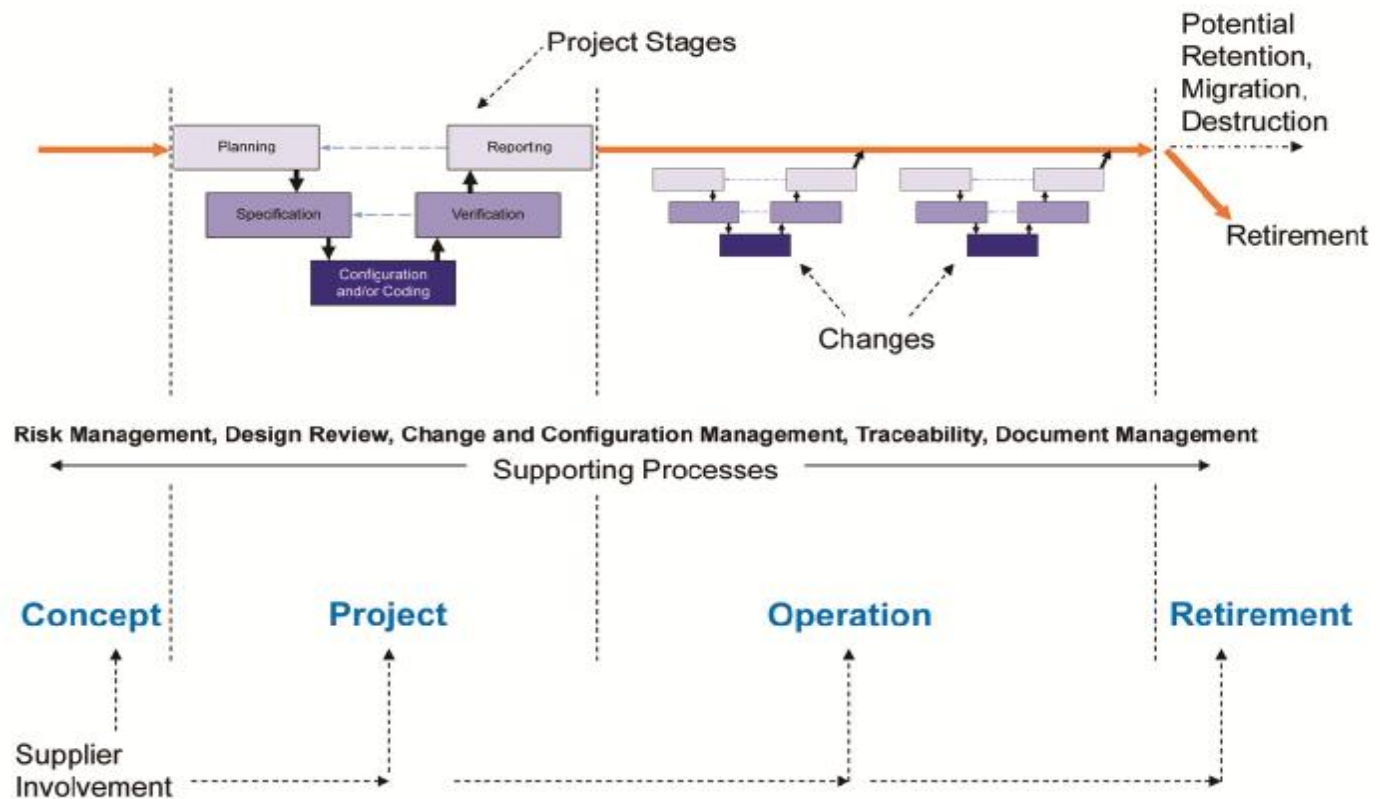 Project Stages
Potential
Retention,
Migration,
Destruction
Planning
Reporting
Specification
Verification
Configuration
and/or Coding
Retirement
Changes
Risk Management, Design Review, Change and Configuration Management, Traceability, Document Management
Supporting Processes
Concept
Project
Operation
Retirement
Supplier
Involvement